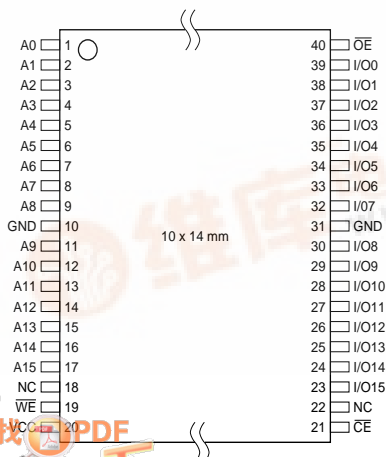 A0 1 40 O̅E̅
A1 2 39 I/O0
A2 3 38 I/O1
A3 4 37 I/O2
A4 5 36 I/O3
A5 6 35 I/O4
A6 7 34 I/O5
A7 8 33 I/O6
A8 9 32 I/07
GND 10 31 GND
10 x 14 mm
A9 11 30 I/O8
A10 12 29 I/O9
A11 13 28 I/O10
A12 14 27 I/O11
A13 15 26 I/O12
A14 16 25 I/O13
A15 17 24 I/O14
NC 18 23 I/O15
W̅E̅ 19 22 NC
VCC 20 21 C̅E̅
维库
找 PDF